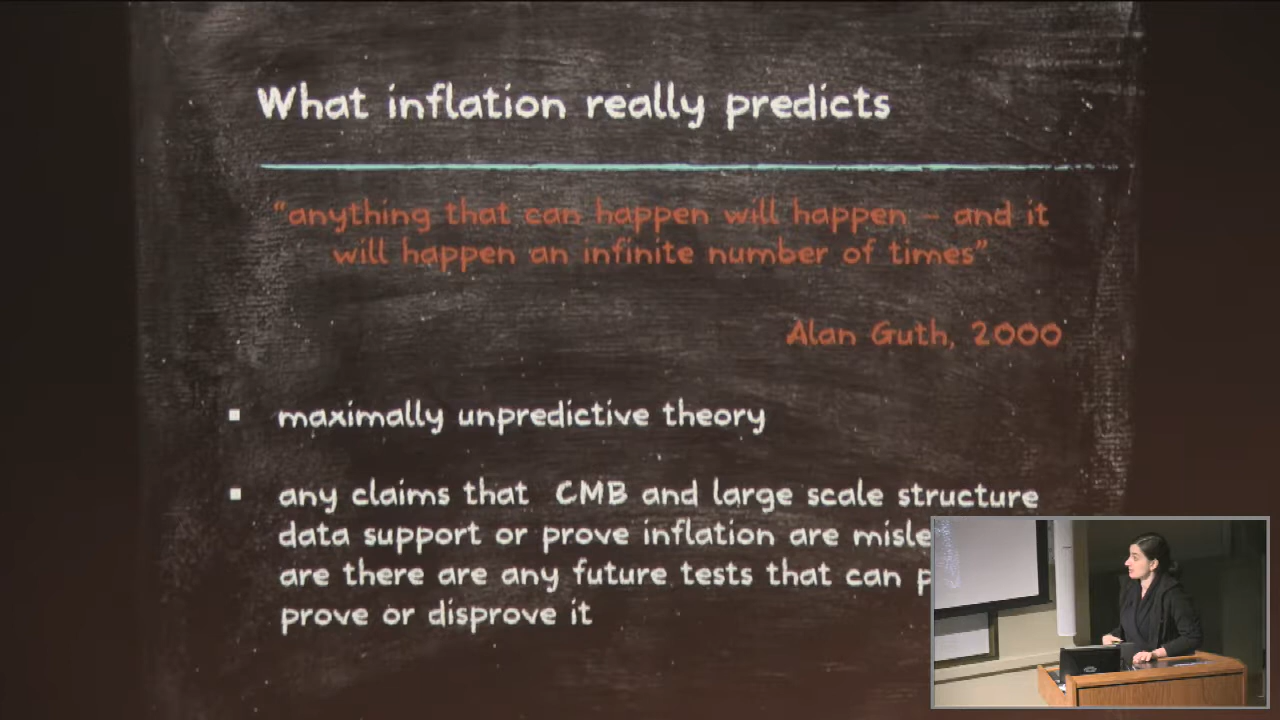 What inflation really predicts
“anything that can happen will happen – and it
will happen an infinite number of times”
Alan Guth, 2000
▪ maximally unpredictive theory
▪ any claims that CMB and large scale structure
data support or prove inflation are
are there are any future tests that can
prove or disprove it